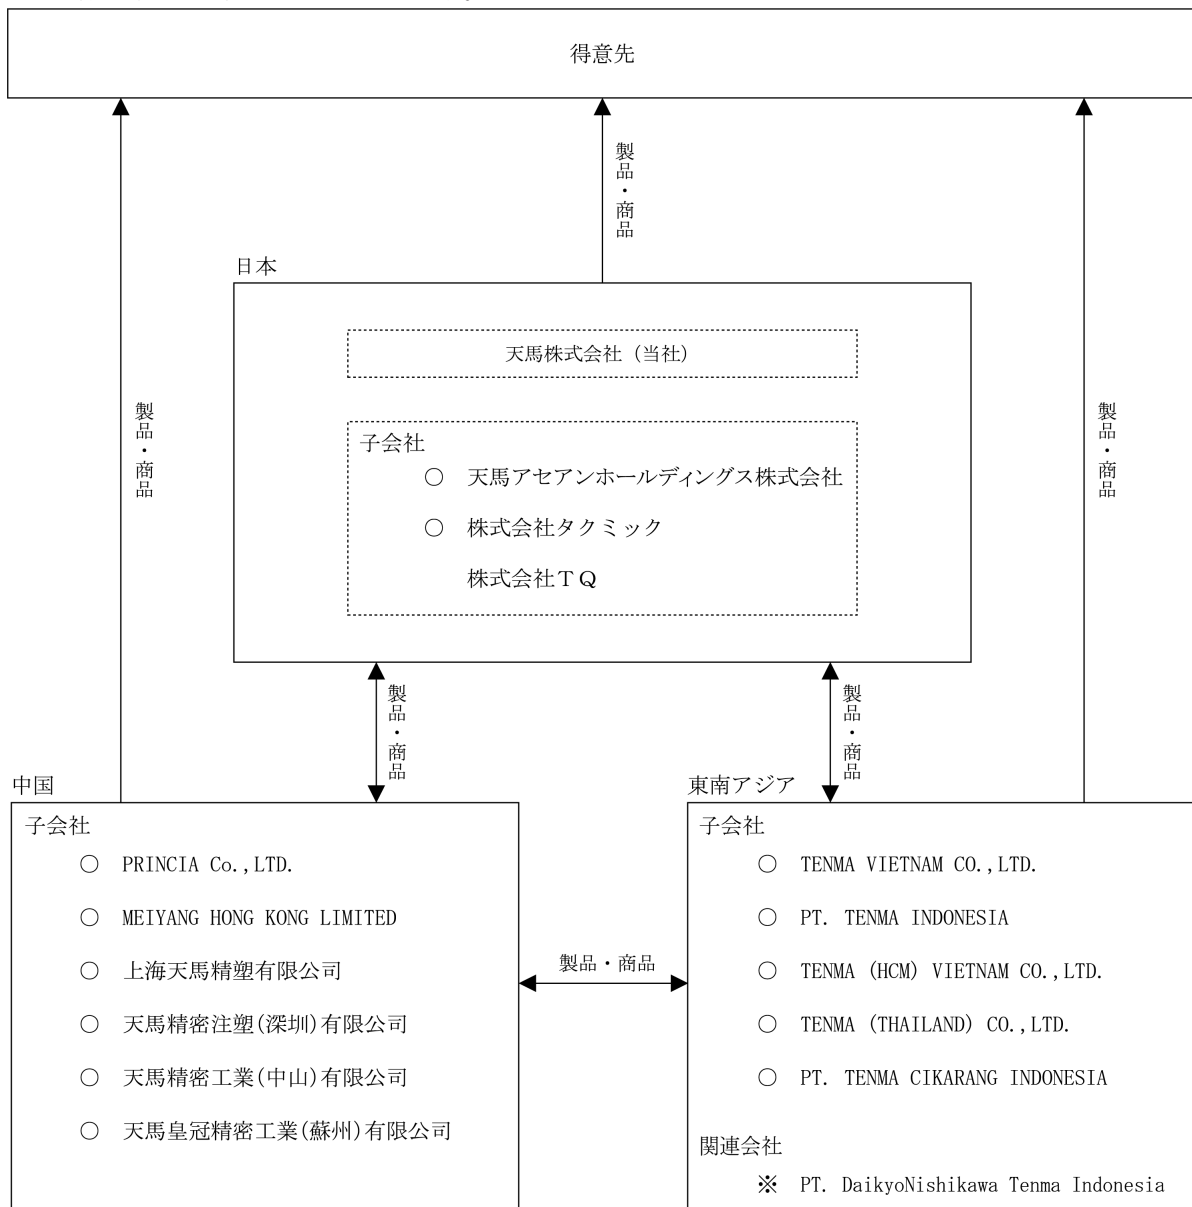 得意先
製品・商品
日本
天馬株式会社(当社)
製品・商品
製品・商品
子会社
○ 天馬アセアンホールディングス株式会社
○ 株式会社タクミック
株式会社TQ
製品・商品
製品・商品
中国
子会社
○ PRINCIA Co.,LTD.
○ MEIYANG HONG KONG LIMITED
○ 上海天馬精塑有限公司
○ 天馬精密注塑(深圳)有限公司
○ 天馬精密工業(中山)有限公司
○ 天馬皇冠精密工業(蘇州)有限公司
製品・商品
東南アジア
子会社
○ TENMA VIETNAM CO.,LTD.
○ PT. TENMA INDONESIA
○ TENMA (HCM) VIETNAM CO.,LTD.
○ TENMA (THAILAND) CO.,LTD.
○ PT. TENMA CIKARANG INDONESIA
関連会社
※ PT. DaikyoNishikawa Tenma Indonesia